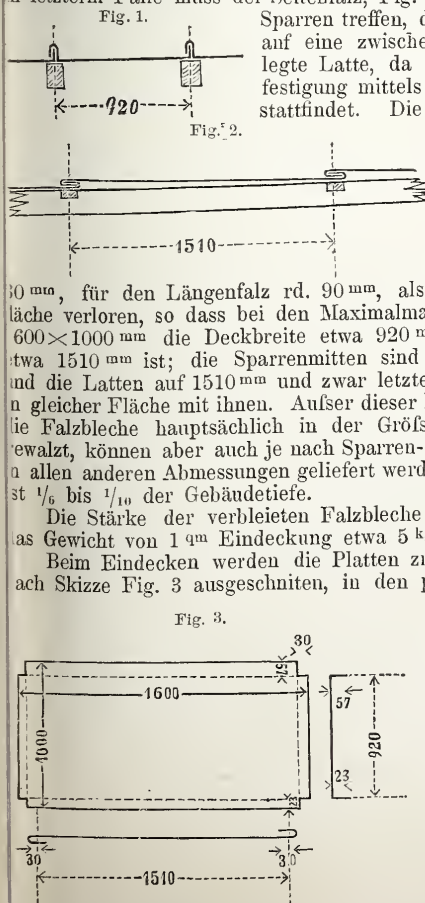 Fig. 1.
Sparren treffen,
auf eine zwische
legte Latte, da
festigung mittels
stattfindet. Die
920
Fig. 2.
1510
0 mm, für den Längenfalz rd. 90 mm, als
läche verloren, so dass bei den Maximalma
600×1000 mm die Deckbreite etwa 920 m
twa 1510 mm ist; die Sparrenmitten sind
nd die Latten auf 1510 mm und zwar letzte
n gleicher Fläche mit ihnen. Aufser dieser
ie Falzbleche hauptsächlich in der Gröfs
ewalzt, können aber auch je nach Sparren-
n allen anderen Abmessungen geliefert werd
st 1/6 bis 1/10 der Gebäudetiefe.
Die Stärke der verbleieten Falzbleche
as Gewicht von 1 qm Eindeckung etwa 5 k
Beim Eindecken werden die Platten zu
ach Skizze Fig. 3 ausgeschniten, in den
Fig. 3.
30
57
1600
1000
57
920
23
23
30
30
1510